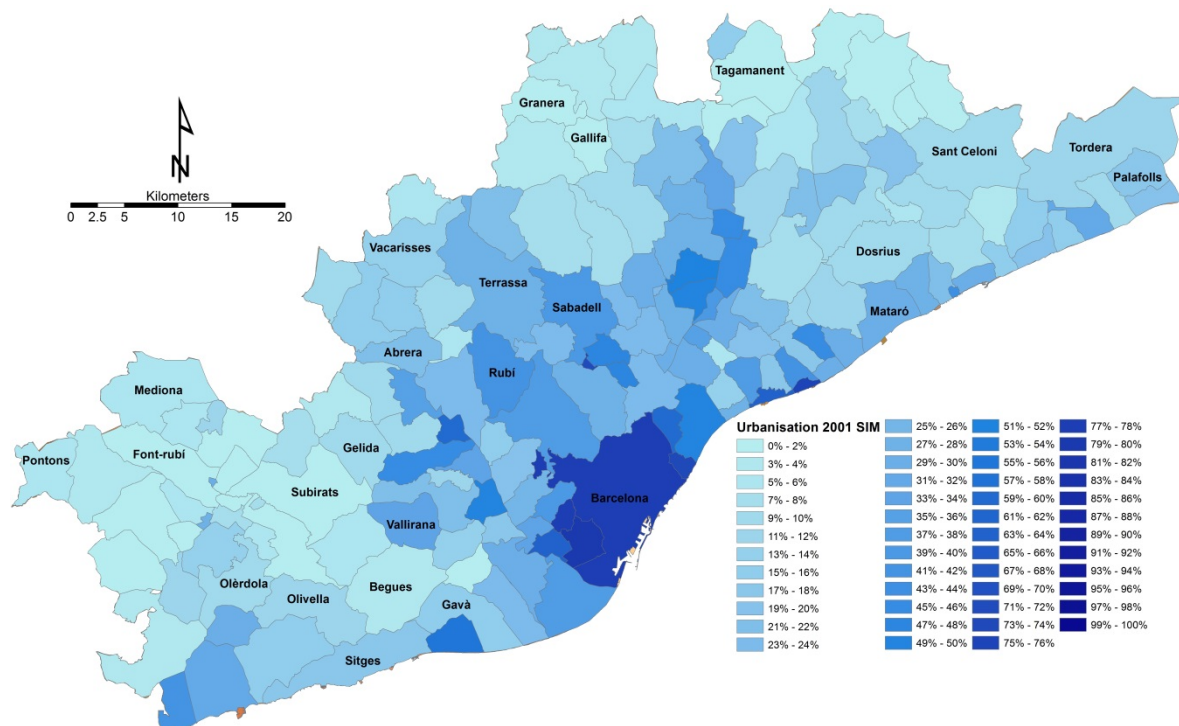 Tagamanent
Granera
Gallifa
Sant Celoni
Tordera
Palafolls
N
Kilometers
0 2.5 5 10 15 20
Vacarisses
Dosrius
Terrassa
Sabadell
Mataró
Abrera
Rubí
Mediona
Gelida
Font-rubí
Pontons
Subirats
Barcelona
Vallirana
Olèrdola
Begues
Olivella
Gavà
Sitges
Urbanisation 2001 SIM
0% - 2%
3% - 4%
5% - 6%
7% - 8%
9% - 10%
11% - 12%
13% - 14%
15% - 16%
17% - 18%
19% - 20%
21% - 22%
23% - 24%
25% - 26%
27% - 28%
29% - 30%
31% - 32%
33% - 34%
35% - 36%
37% - 38%
39% - 40%
41% - 42%
43% - 44%
45% - 46%
47% - 48%
49% - 50%
51% - 52%
53% - 54%
55% - 56%
57% - 58%
59% - 60%
61% - 62%
63% - 64%
65% - 66%
67% - 68%
69% - 70%
71% - 72%
73% - 74%
75% - 76%
77% - 78%
79% - 80%
81% - 82%
83% - 84%
85% - 86%
87% - 88%
89% - 90%
91% - 92%
93% - 94%
95% - 96%
97% - 98%
99% - 100%